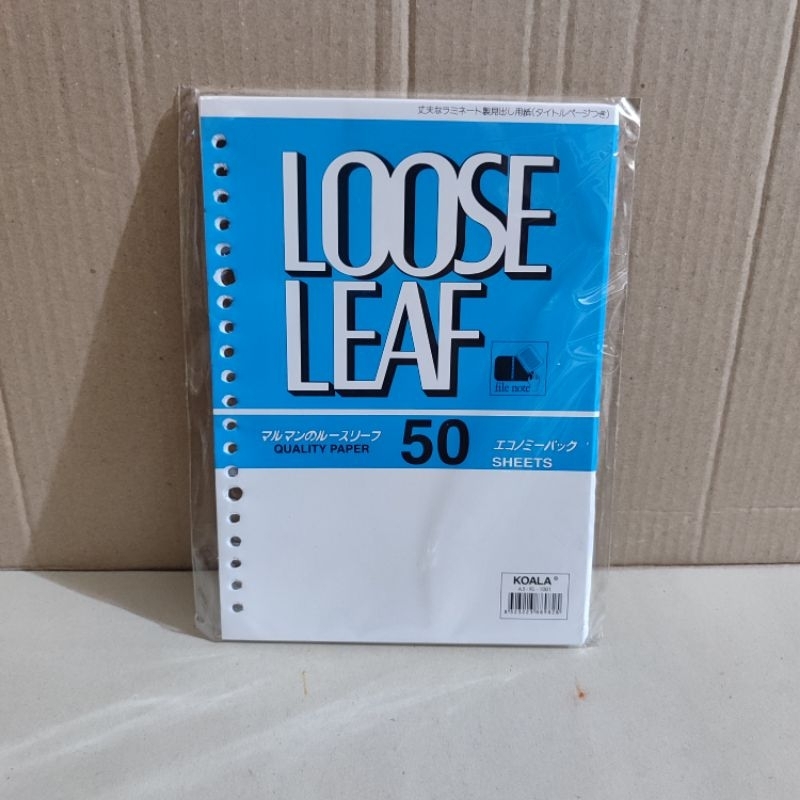 丈夫なラミネート製見出し用紙(タイトルページつき)
LOOSE
LEAF
file note
マルマンのルースリーフ
QUALITY PAPER
50
エコノミーパック
SHEETS
KOALA®